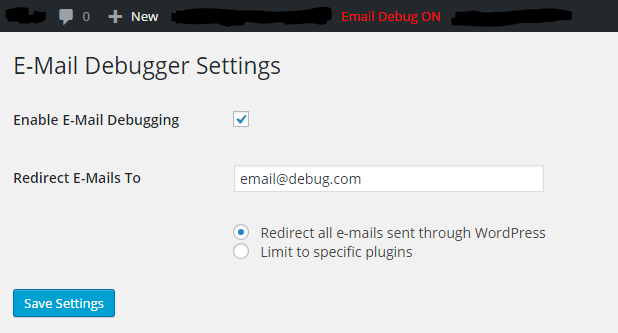 0 New Email Debug ON
E-Mail Debugger Settings
Enable E-Mail Debugging
Redirect E-Mails To email@debug.com
Redirect all e-mails sent through WordPress
Limit to specific plugins
Save Settings